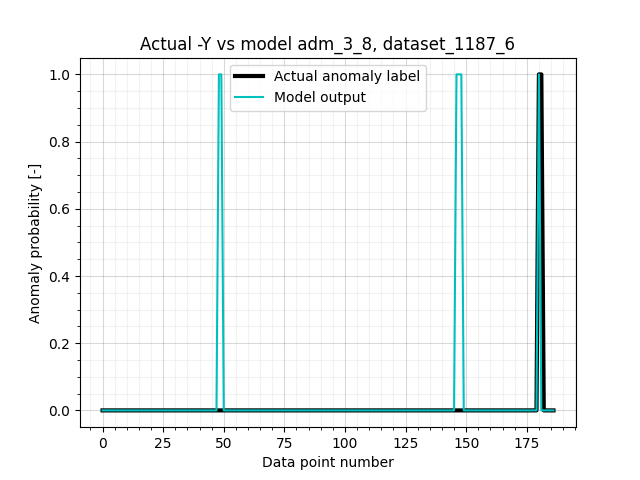 Actual -Y vs model adm_3_8, dataset_1187_6
Actual anomaly label
Model output
1.0
0.8
0.6
0.4
0.2
0.0
Anomaly probability [-]
0 25 50 75 100 125 150 175
Data point number